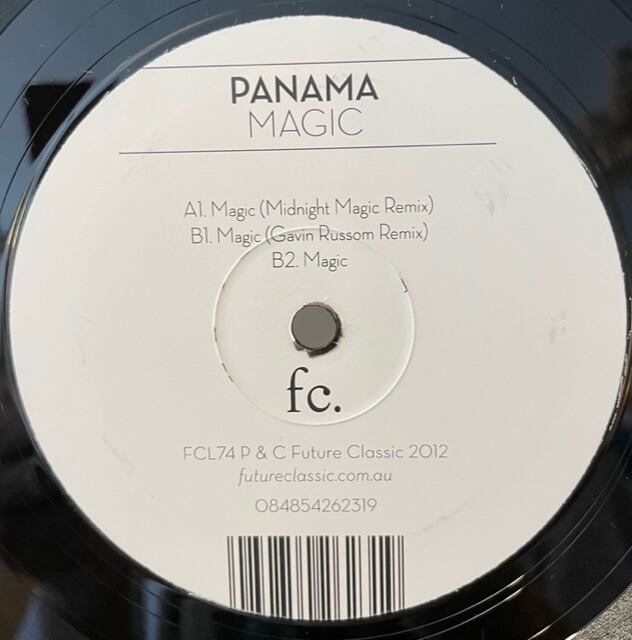 PANAMA
MAGIC
A1. Magic (Midnight Magic Remix)
B1. Magic (Gavin Russom Remix)
B2. Magic
fc.
FCL74 P & C Future Classic 2012
futureclassic.com.au
084854262319